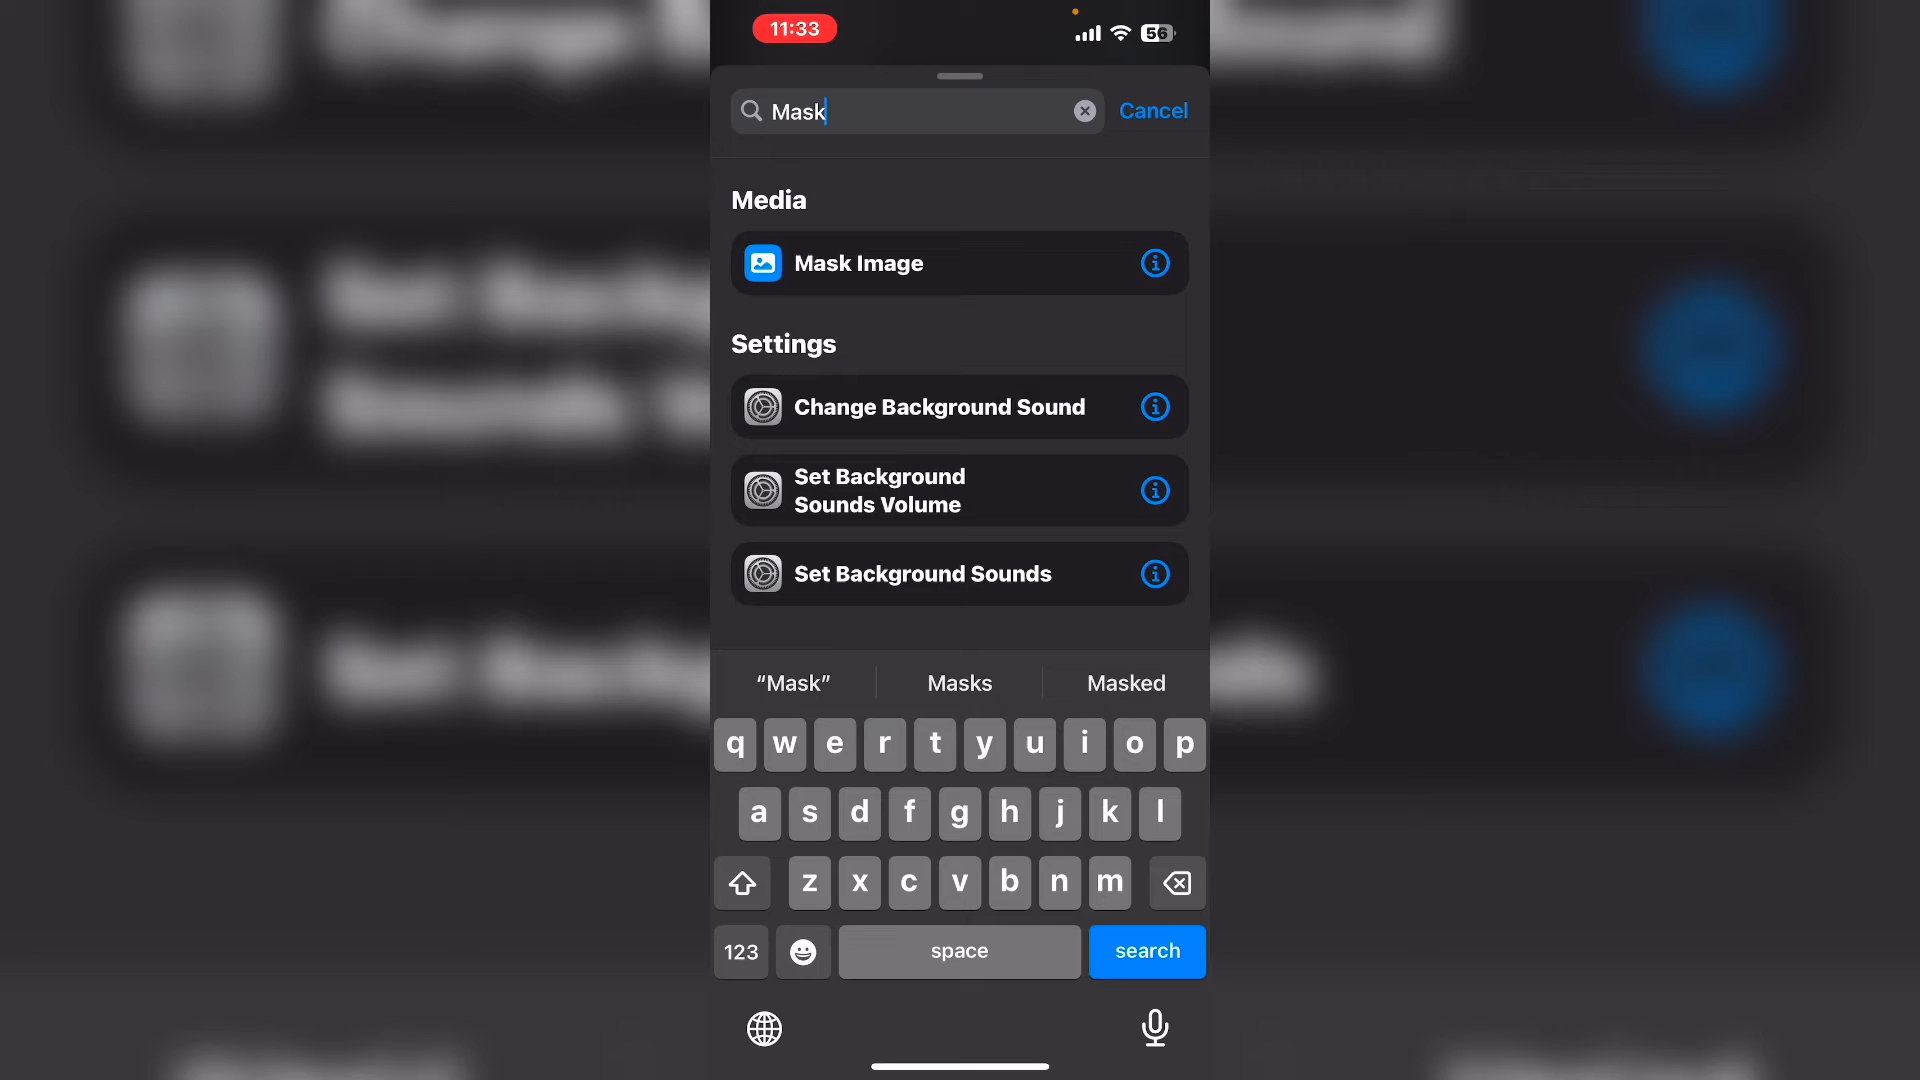 11:33
56
Mask
Cancel
Media
Mask Image
Settings
Change Background Sound
Set Background
Sounds Volume
Set Background Sounds
“Mask”
Masks
Masked
q w e r t y u i o p
a s d f g h j k l
z x c v b n m
123
space
search